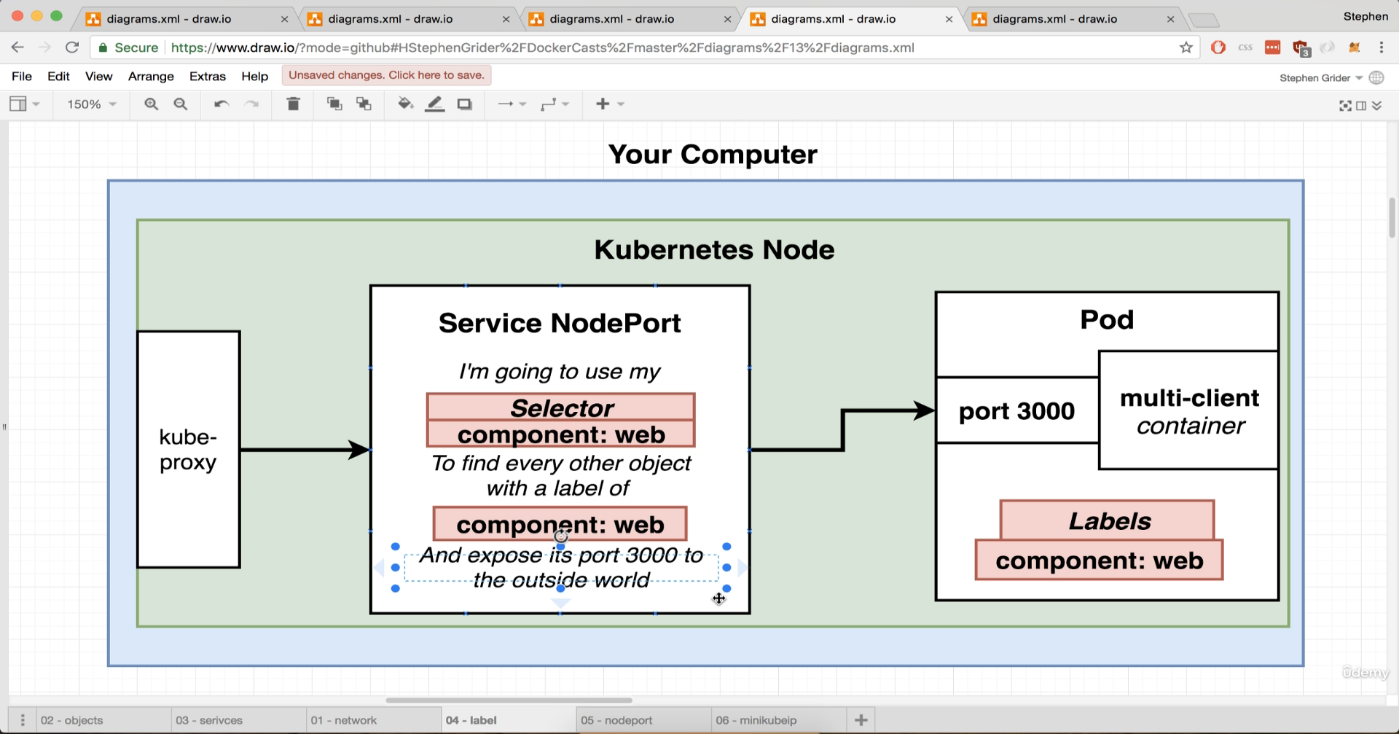 diagrams.xml - draw.io
diagrams.xml - draw.io
diagrams.xml - draw.io
diagrams.xml - draw.io
diagrams.xml - draw.io
Stephen
Secure
https://www.draw.io/?mode=github#HStephenGrider%2FDockerCasts%2Fmaster%2Fdiagrams%2F13%2Fdiagrams.xml
CSS
3
File Edit View Arrange Extras Help
Unsaved changes. Click here to save.
Stephen Grider
150%
Your Computer
Kubernetes Node
kube-
proxy
Service NodePort
I'm going to use my
Selector
component: web
To find every other object
with a label of
component: web
And expose its port 3000 to
the outside world
Pod
port 3000
multi-client
container
Labels
component: web
ûdemy
02 - objects
03 - serivces
01 - network
04 - label
05 - nodeport
06 - minikubeip